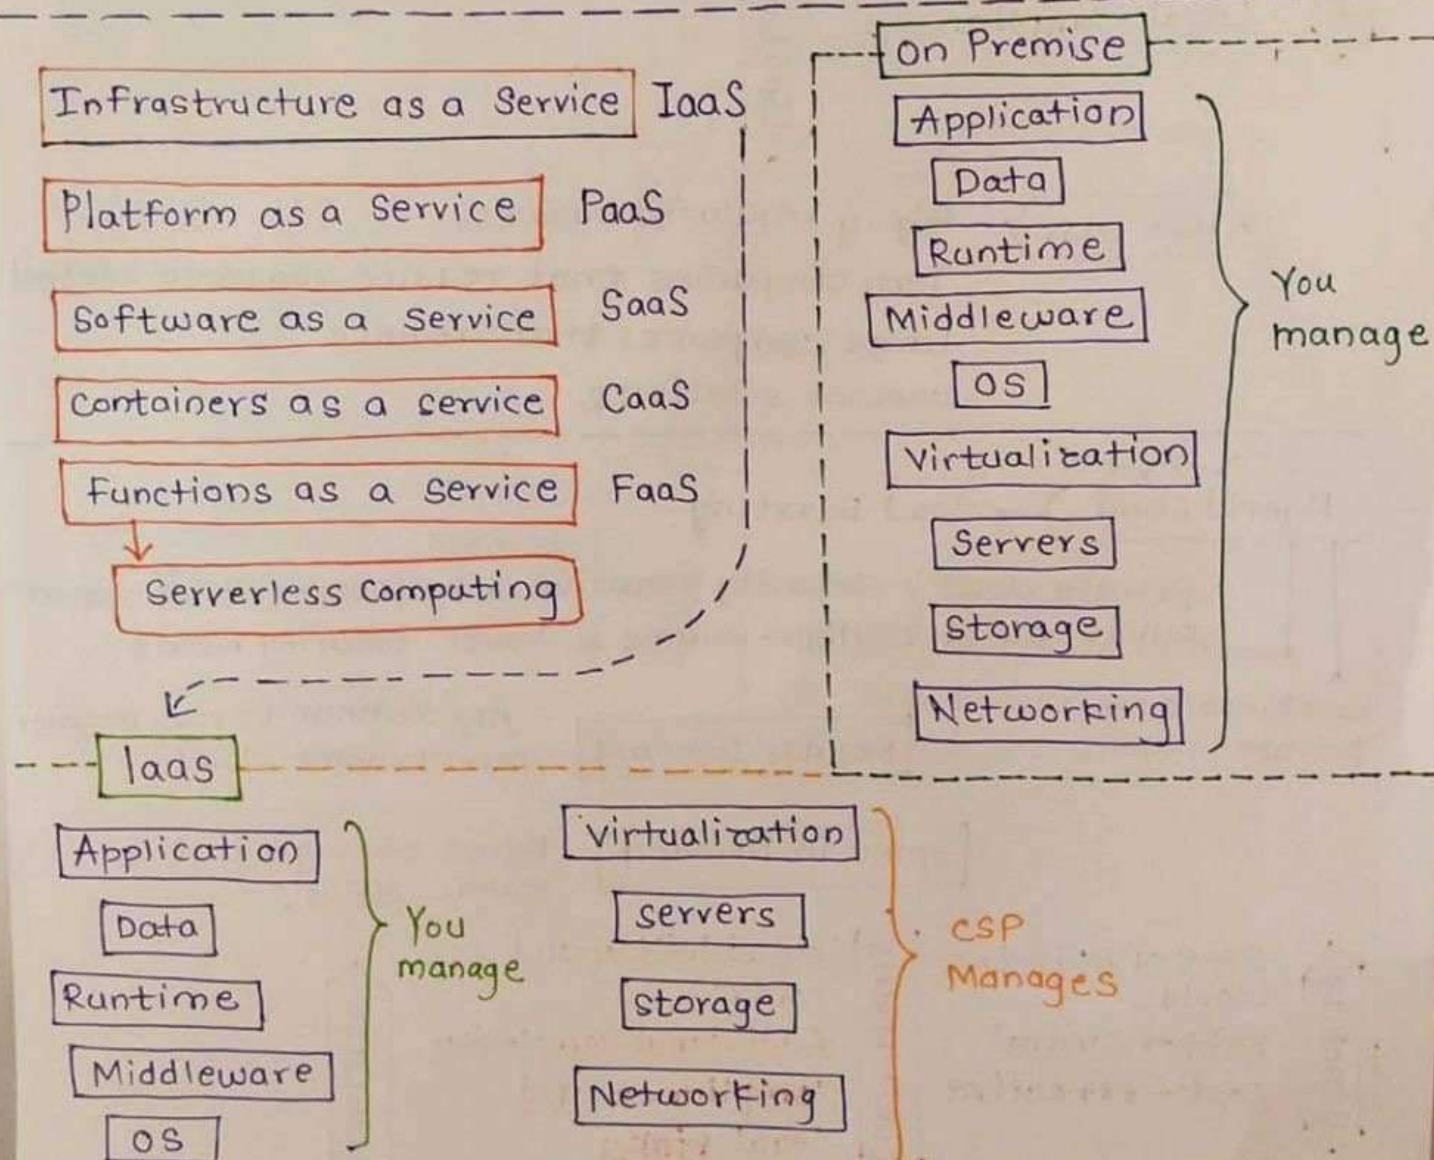 Infrastructure as a Service IaaS
Platform as a Service PaaS
Software as a Service SaaS
Containers as a service CaaS
Functions as a Service FaaS
Serverless Computing
On Premise
Application
Data
Runtime
Middleware
OS
Virtualization
Servers
Storage
Networking
You
manage
Iaas
Application
Data
Runtime
Middleware
OS
You
manage
Virtualization
servers
storage
Networking
CSP
Manages